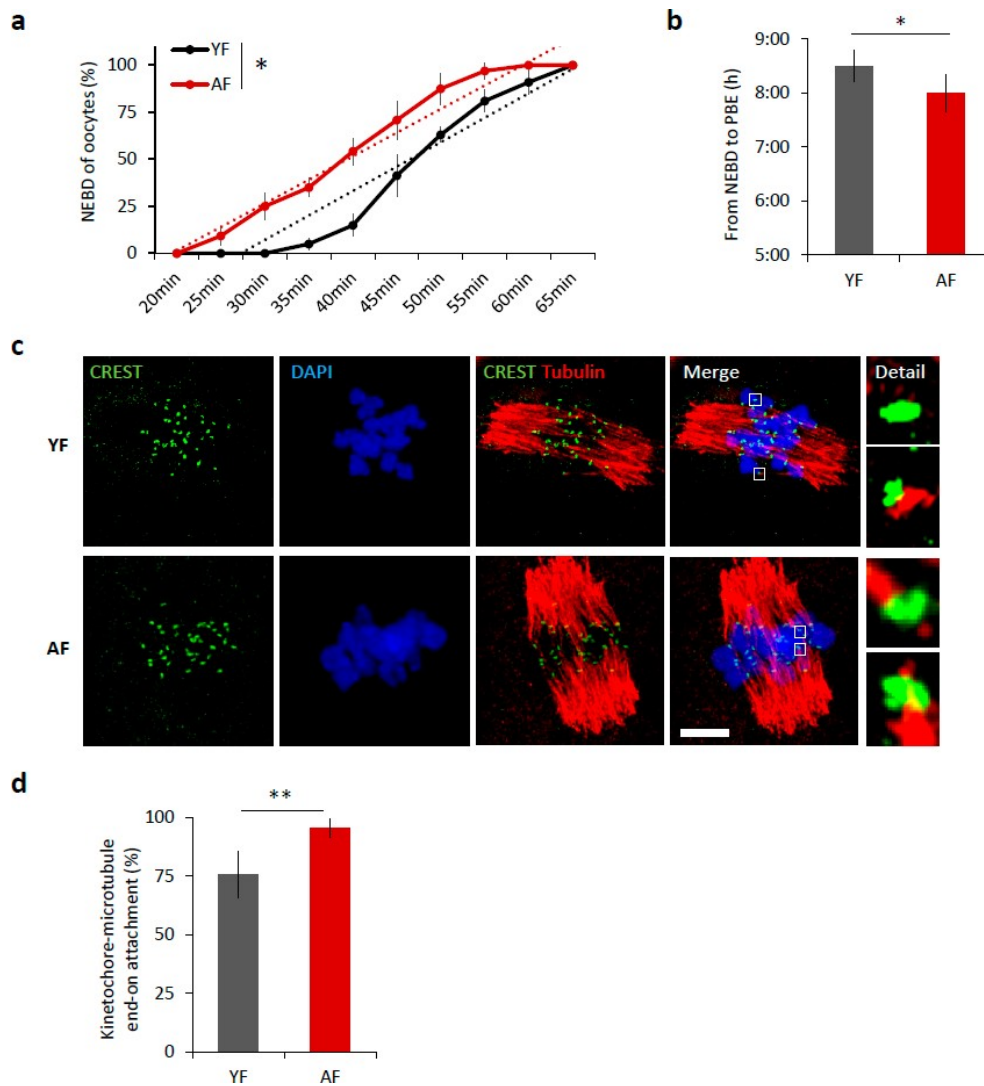 a
YF
AF
*
NEBD of oocytes (%)
100
75
50
25
0
20min
25min
30min
35min
40min
45min
50min
55min
60min
65min
b
*
From NEBD to PBE (h)
9:00
8:00
7:00
6:00
5:00
YF
AF
c
CREST
DAPI
CREST Tubulin
Merge
Detail
YF
AF
d
**
Kinetochore-microtubule
end-on attachment (%)
100
75
50
25
0
YF
AF